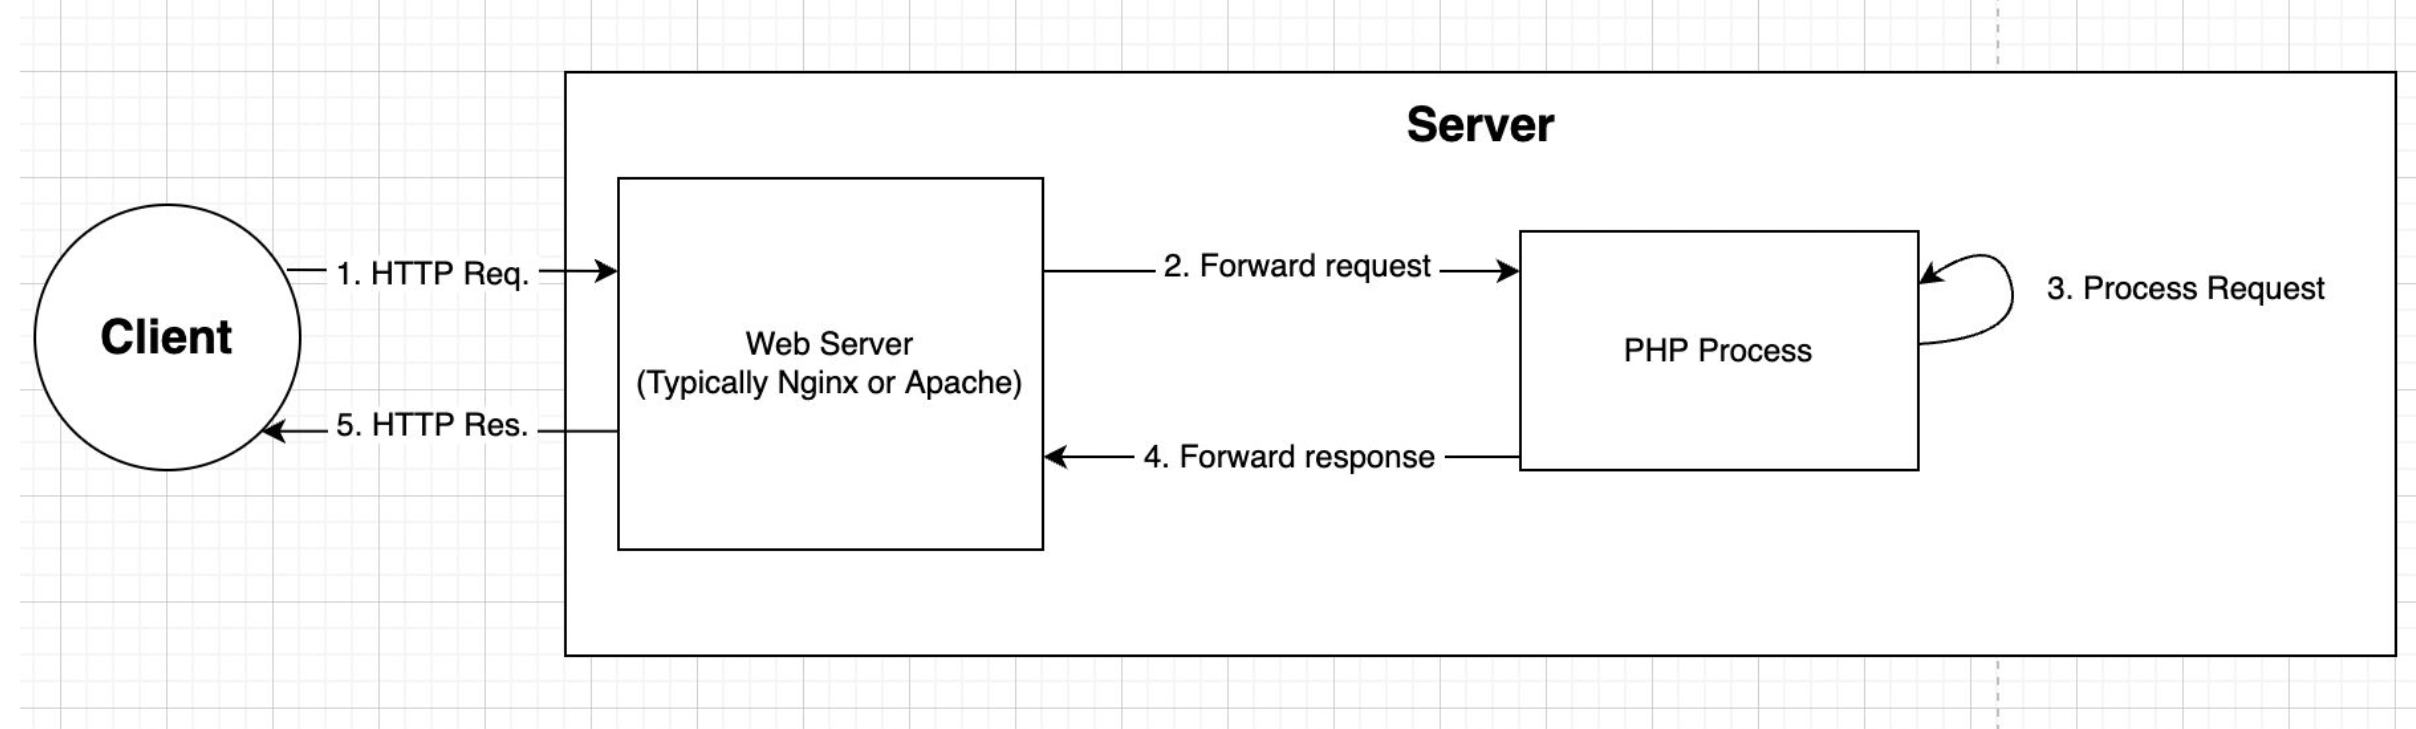 Server
Client
1. HTTP Req.
2. Forward request
3. Process Request
Web Server
(Typically Nginx or Apache)
PHP Process
4. Forward response
5. HTTP Res.